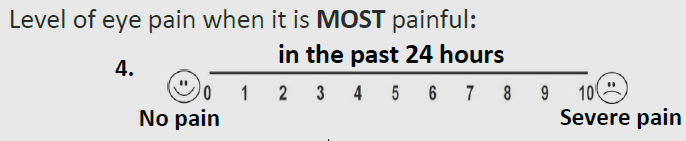 Level of eye pain when it is MOST painful:
in the past 24 hours
4.
0 1 2 3 4 5 6 7 8 9 10
No pain Severe pain